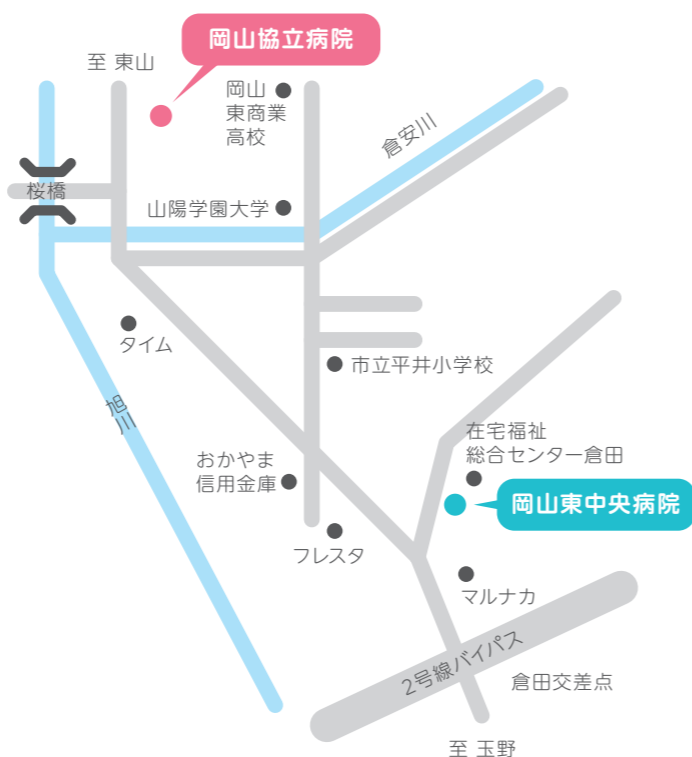 岡山協立病院
至 東山
岡山
東商業
高校
倉安川
桜橋
山陽学園大学
タイム
市立平井小学校
旭川
在宅福祉
総合センター倉田
おかやま
信用金庫
岡山東中央病院
フレスタ
マルナカ
2号線バイパス
倉田交差点
至 玉野